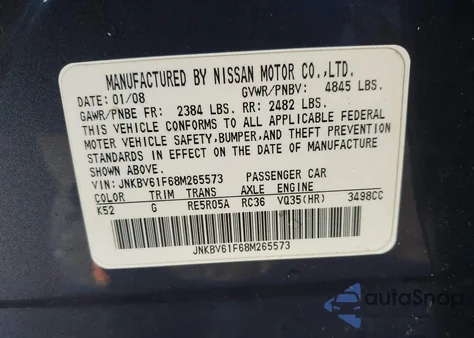 MANUFACTURED BY NISSAN MOTOR CO.,LTD.
DATE: 01/08 GVWR/PNBV: 4845 LBS.
GAWR/PNBE FR: 2384 LBS. RR: 2482 LBS.
THIS VEHICLE CONFORMS TO ALL APPLICABLE FEDERAL
MOTOR VEHICLE SAFETY,BUMPER,AND THEFT PREVENTION
STANDARDS IN EFFECT ON THE DATE OF MANUFACTURE
SHOWN ABOVE.
VIN: JNKBV61F68M265573 PASSENGER CAR
COLOR TRIM TRANS AXLE ENGINE
K52 G RE5R05A RC36 VQ35(HR) 3498CC
JNKBV61F68M265573
autoSnap